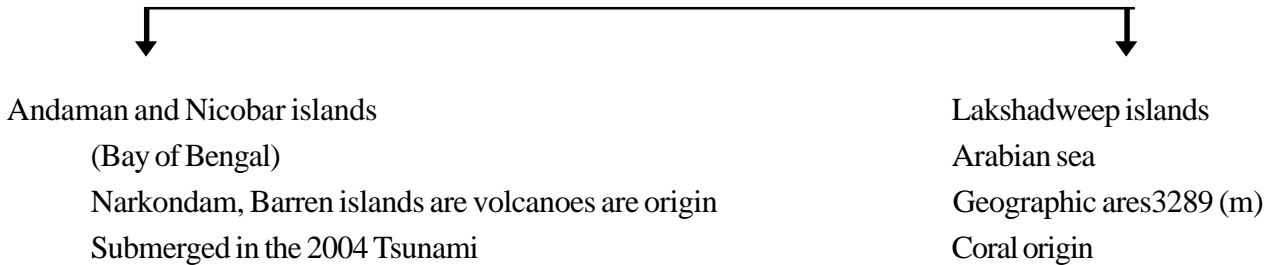 Andaman and Nicobar islands
(Bay of Bengal)
Narkondam, Barren islands are volcanoes are origin
Submerged in the 2004 Tsunami
Lakshadweep islands
Arabian sea
Geographic ares3289 (m)
Coral origin